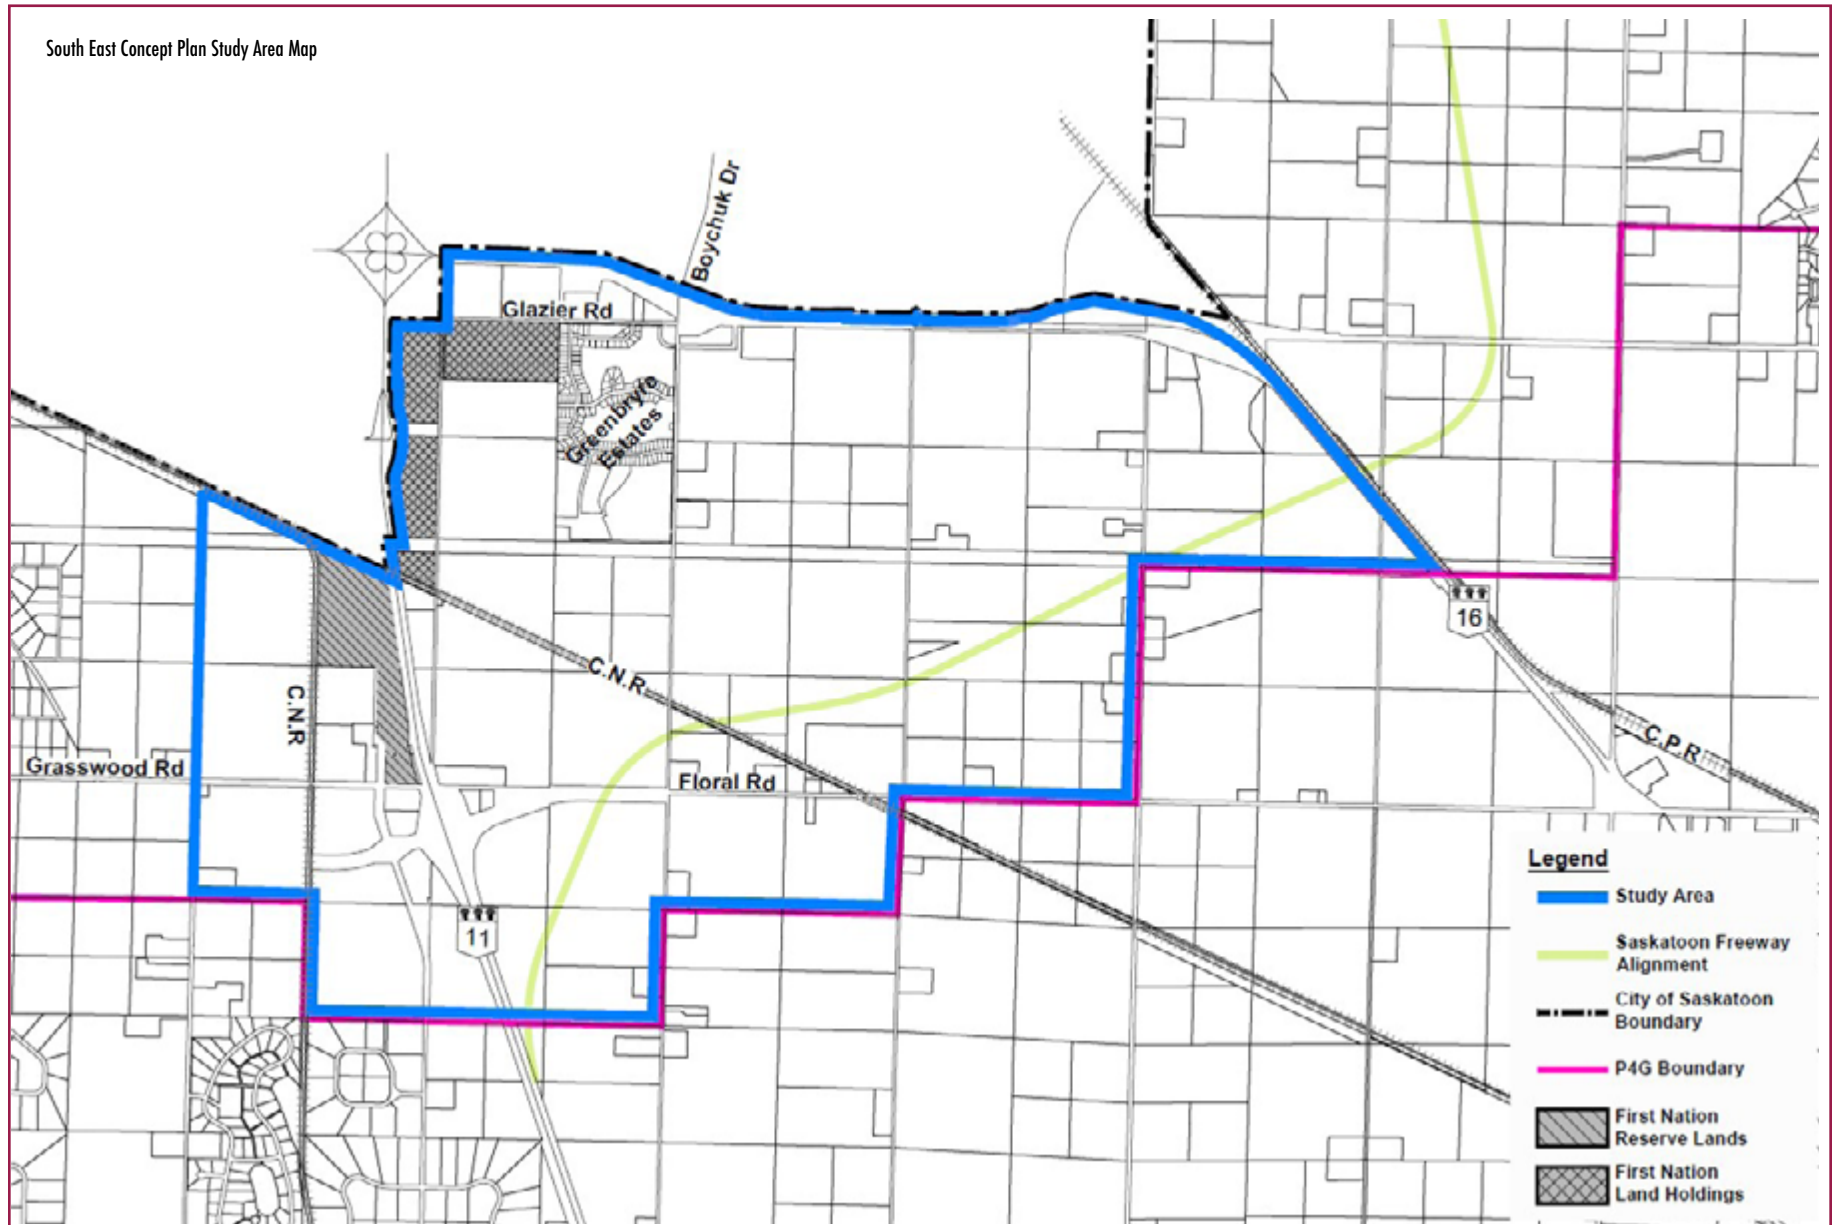 South East Concept Plan Study Area Map
Boychuk Dr
Glazier Rd
Greenbryre
Estates
16
C.N.R
C.N.R
C.P.R
Grasswood Rd
Floral Rd
11
Legend
Study Area
Saskatoon Freeway
Alignment
City of Saskatoon
Boundary
P4G Boundary
First Nation
Reserve Lands
First Nation
Land Holdings